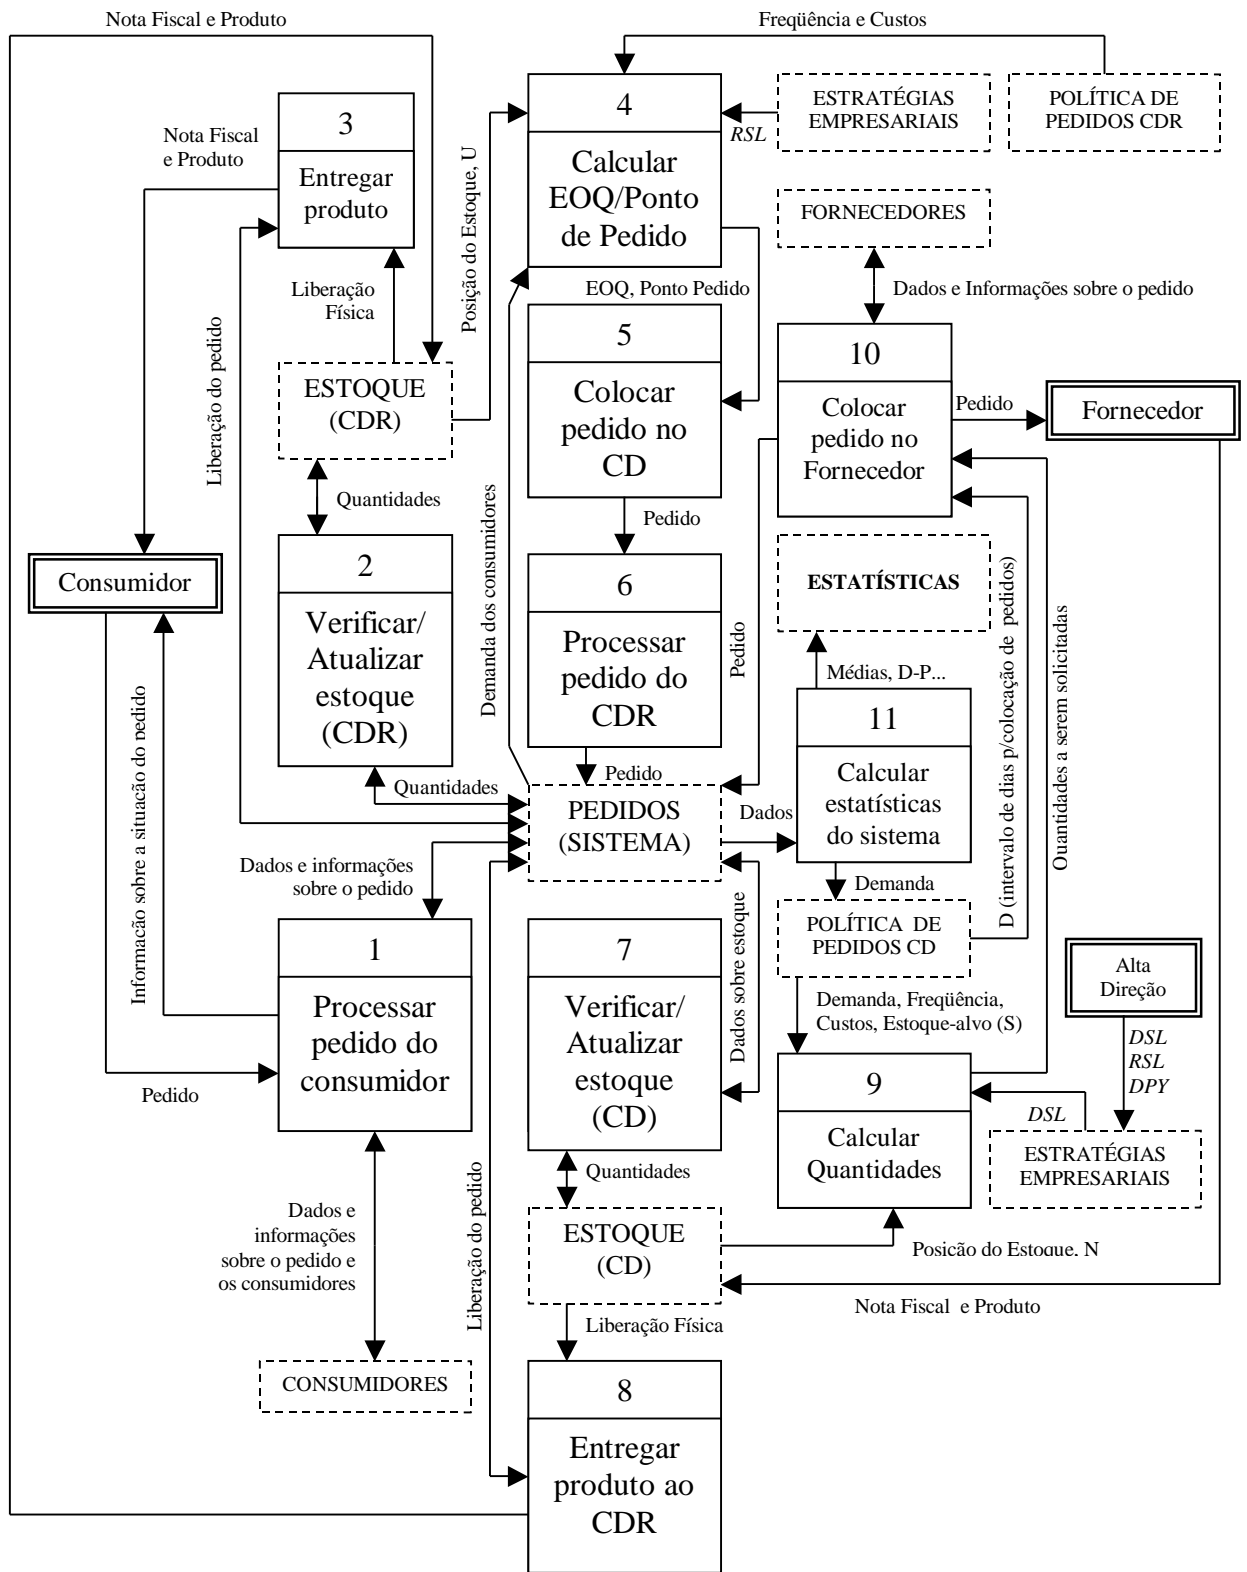 Nota Fiscal e Produto
Freqüência e Custos
3
Entregar
produto
Nota Fiscal
e Produto
4
Calcular
EOQ/Ponto
de Pedido
RSL
ESTRATÉGIAS
EMPRESARIAIS
POLÍTICA DE
PEDIDOS CDR
FORNECEDORES
Posição do Estoque, U
Liberação
Física
Liberação do pedido
EOQ, Ponto Pedido
Dados e Informações sobre o pedido
ESTOQUE
(CDR)
5
Colocar
pedido no
CD
10
Colocar
pedido no
Fornecedor
Pedido
Fornecedor
Quantidades
Pedido
Demanda dos consumidores
Consumidor
2
Verificar/
Atualizar
estoque
(CDR)
6
Processar
pedido do
CDR
Pedido
ESTATÍSTICAS
Médias, D-P...
D (intervalo de dias p/colocação de pedidos)
Quantidades a serem solicitadas
11
Calcular
estatísticas
do sistema
Informacão sobre a situacão do pedido
Quantidades
Pedido
PEDIDOS
(SISTEMA)
Dados
Dados e informações
sobre o pedido
Demanda
POLÍTICA DE
PEDIDOS CD
1
Processar
pedido do
consumidor
Pedido
7
Verificar/
Atualizar
estoque
(CD)
Dados sobre estoque
Alta
Direção
Demanda, Freqüência,
Custos, Estoque-alvo (S)
DSL
RSL
DPY
9
Calcular
Quantidades
DSL
ESTRATÉGIAS
EMPRESARIAIS
Quantidades
Liberação do pedido
Dados e
informações
sobre o pedido e
os consumidores
ESTOQUE
(CD)
Posicão do Estoque. N
Nota Fiscal e Produto
Liberação Física
CONSUMIDORES
8
Entregar
produto ao
CDR